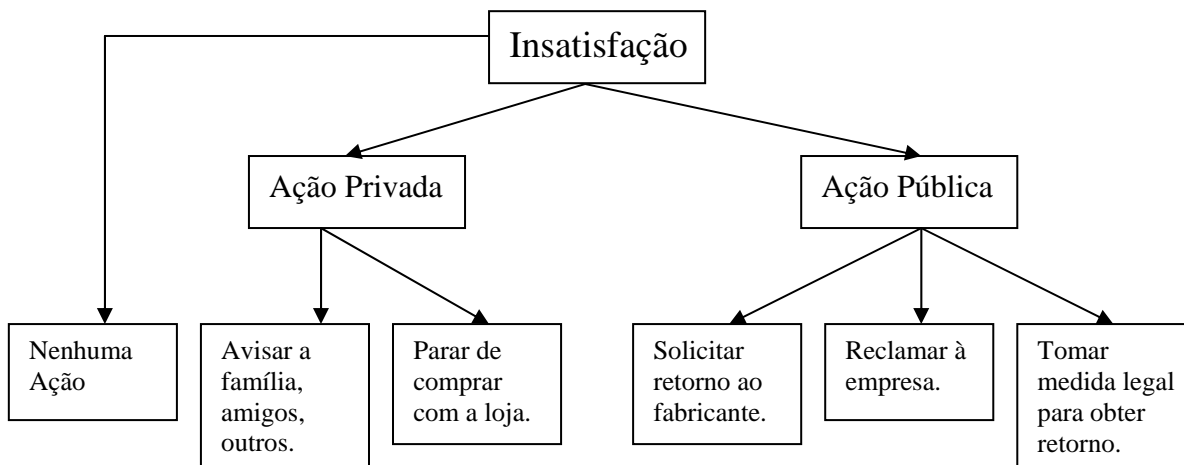 Insatisfação
Ação Privada
Ação Pública
Nenhuma
Ação
Avisar a
família,
amigos,
outros.
Parar de
comprar
com a loja.
Solicitar
retorno ao
fabricante.
Reclamar à
empresa.
Tomar
medida legal
para obter
retorno.